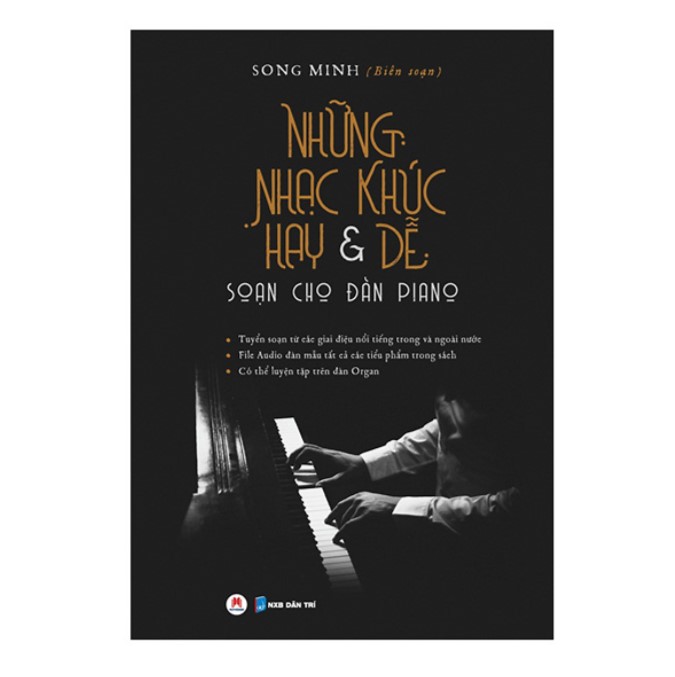 SONG MINH (Biên soạn)
NHỮNG
NHẠC KHÚC
HAY & DỄ
SOẠN CHO ĐÀN PIANO
Tuyển soạn từ các giai điệu nổi tiếng trong và ngoài nước
File Audio đàn mẫu tất cả các tiểu phẩm trong sách
Có thể luyện tập trên đàn Organ
NXB DÂN TRÍ